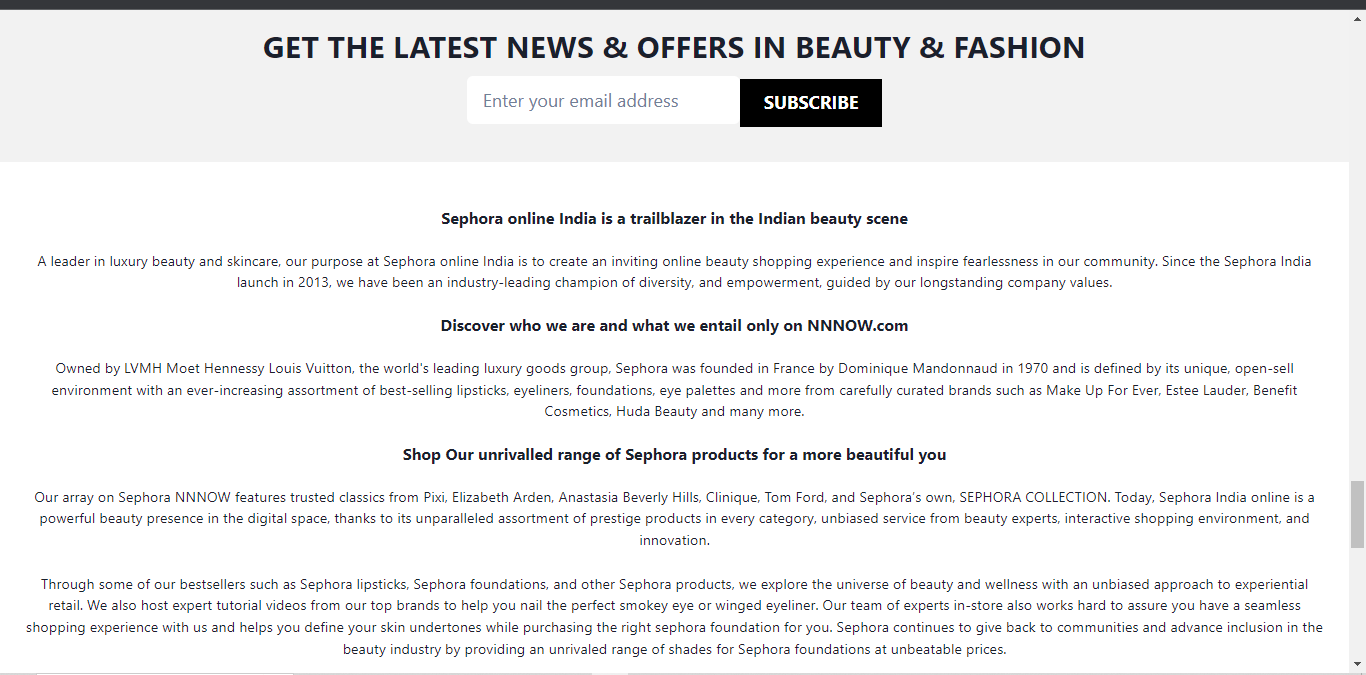 GET THE LATEST NEWS & OFFERS IN BEAUTY & FASHION
Enter your email address
SUBSCRIBE
Sephora online India is a trailblazer in the Indian beauty scene
A leader in luxury beauty and skincare, our purpose at Sephora online India is to create an inviting online beauty shopping experience and inspire fearlessness in our community. Since the Sephora India
launch in 2013, we have been an industry-leading champion of diversity, and empowerment, guided by our longstanding company values.
Discover who we are and what we entail only on NNNOW.com
Owned by LVMH Moet Hennessy Louis Vuitton, the world's leading luxury goods group, Sephora was founded in France by Dominique Mandonnaud in 1970 and is defined by its unique, open-sell
environment with an ever-increasing assortment of best-selling lipsticks, eyeliners, foundations, eye palettes and more from carefully curated brands such as Make Up For Ever, Estee Lauder, Benefit
Cosmetics, Huda Beauty and many more.
Shop Our unrivalled range of Sephora products for a more beautiful you
Our array on Sephora NNNOW features trusted classics from Pixi, Elizabeth Arden, Anastasia Beverly Hills, Clinique, Tom Ford, and Sephora’s own, SEPHORA COLLECTION. Today, Sephora India online is a
powerful beauty presence in the digital space, thanks to its unparalleled assortment of prestige products in every category, unbiased service from beauty experts, interactive shopping environment, and
innovation.
Through some of our bestsellers such as Sephora lipsticks, Sephora foundations, and other Sephora products, we explore the universe of beauty and wellness with an unbiased approach to experiential
retail. We also host expert tutorial videos from our top brands to help you nail the perfect smokey eye or winged eyeliner. Our team of experts in-store also works hard to assure you have a seamless
shopping experience with us and helps you define your skin undertones while purchasing the right sephora foundation for you. Sephora continues to give back to communities and advance inclusion in the
beauty industry by providing an unrivaled range of shades for Sephora foundations at unbeatable prices.